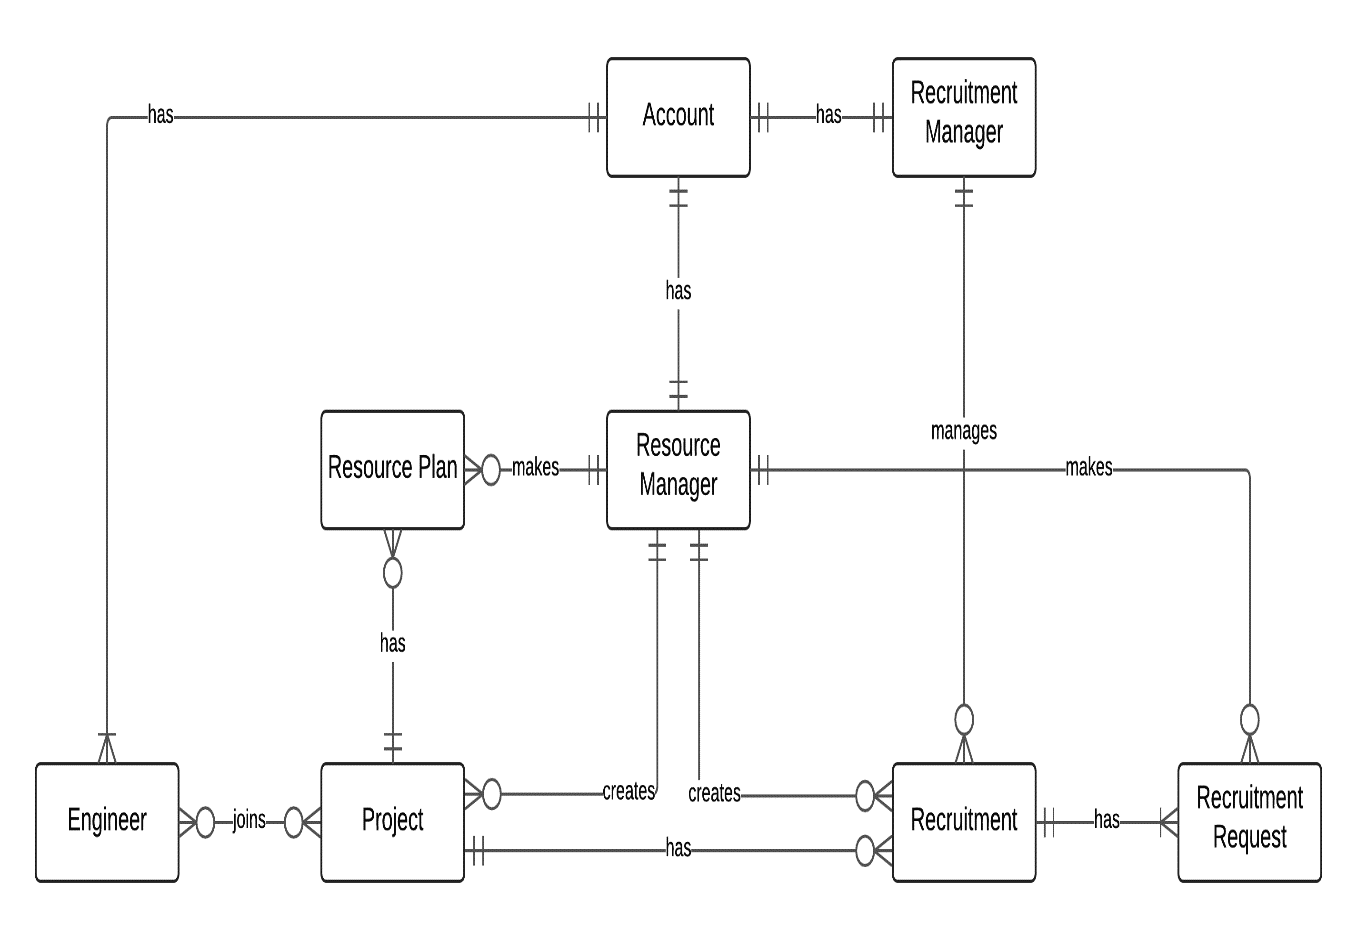 has
Account
has
Recruitment
Manager
has
manages
Resource Plan
makes
Resource
Manager
makes
has
creates
creates
Engineer
joins
Project
has
Recruitment
has
Recruitment
Request